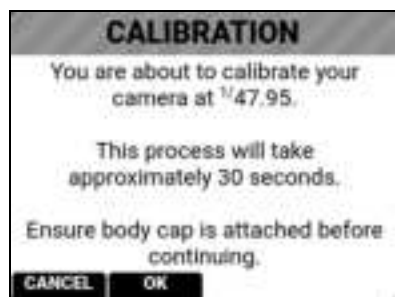 CALIBRATION
You are about to calibrate your
camera at ¹/47.95.
This process will take
approximately 30 seconds.
Ensure body cap is attached before
continuing.
CANCEL OK